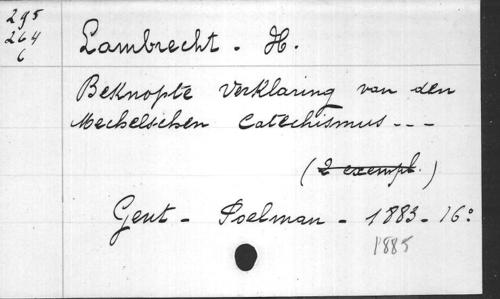 295
264
6
Lambrecht - H.
Beknopte Verklaring van den
Mechelschen Catechismus - - -
(2 exempl.)
Gent - Poelman - 1883 - 16°
1885